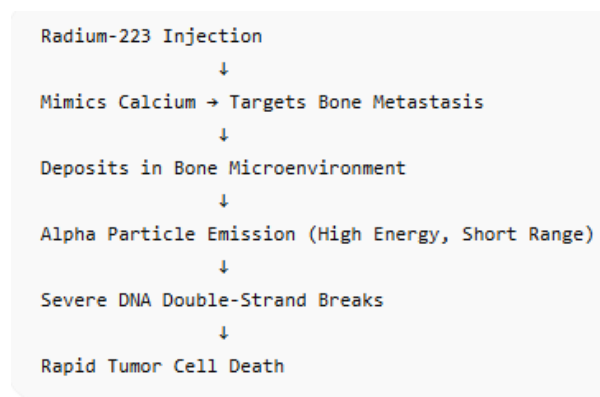 Radium-223 Injection
↓
Mimics Calcium → Targets Bone Metastasis
↓
Deposits in Bone Microenvironment
↓
Alpha Particle Emission (High Energy, Short Range)
↓
Severe DNA Double-Strand Breaks
↓
Rapid Tumor Cell Death